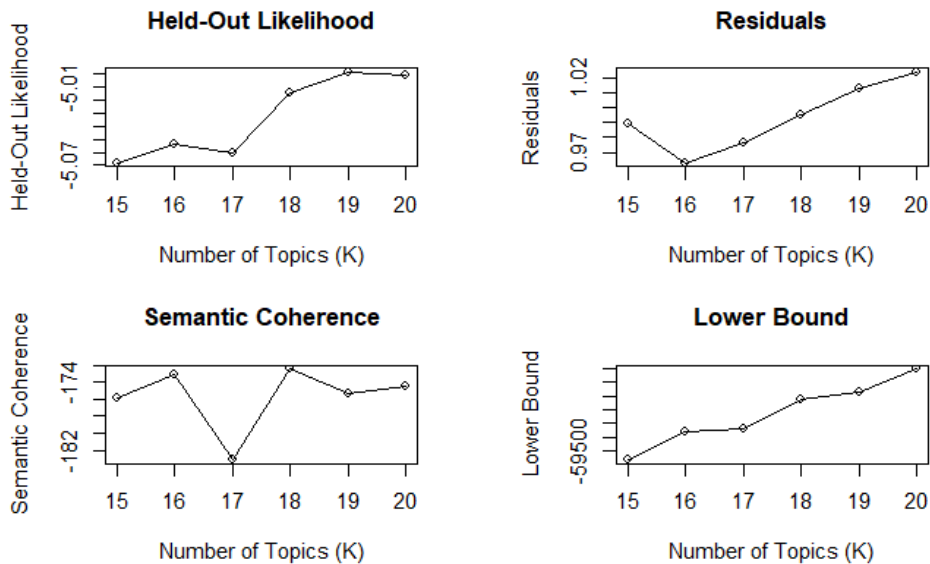 Held-Out Likelihood
Held-Out Likelihood
-5.01
-5.07
15 16 17 18 19 20
Number of Topics (K)
Residuals
Residuals
1.02
0.97
15 16 17 18 19 20
Number of Topics (K)
Semantic Coherence
Semantic Coherence
-174
-182
15 16 17 18 19 20
Number of Topics (K)
Lower Bound
Lower Bound
-59500
15 16 17 18 19 20
Number of Topics (K)